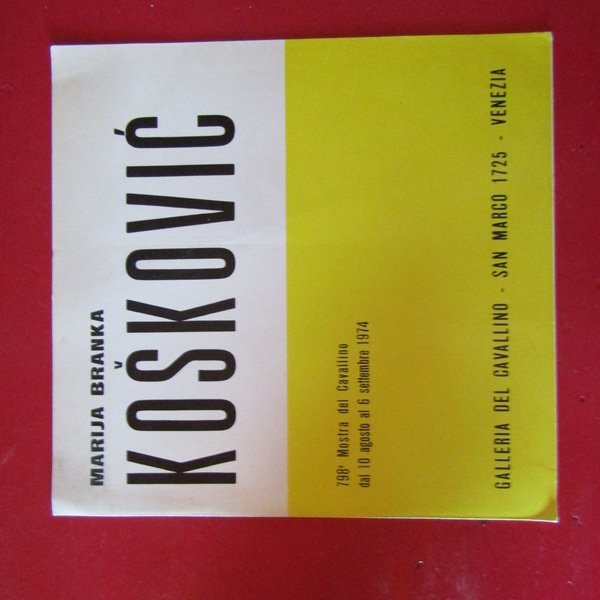 MARIJA BRANKA
KOŠKOVIĆ
798ª Mostra del Cavallino
dal 10 agosto al 6 settembre 1974
GALLERIA DEL CAVALLINO - SAN MARCO 1725 - VENEZIA